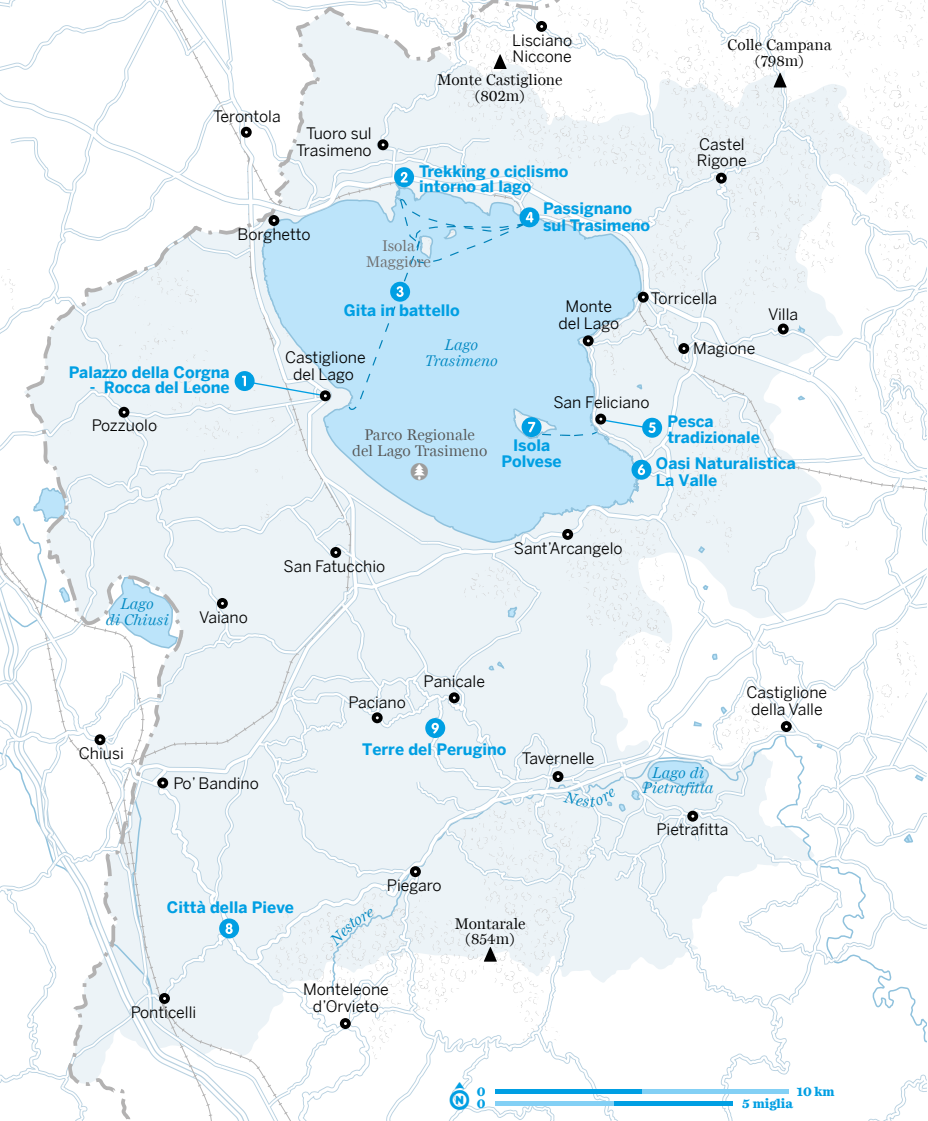 Lisciano
Niccone
Colle Campana
(798m)
Monte Castiglione
(802m)
Terontola
Tuoro sul
Trasimeno
Castel
Rigone
2 Trekking o ciclismo
intorno al lago
4 Passignano
sul Trasimeno
Borghetto
Isola
Maggiore
3
Gita in battello
Torricella
Monte
del Lago
Villa
Magione
Lago
Trasimeno
Castiglione
del Lago
Palazzo della Corgna
- Rocca del Leone 1
Pozzuolo
San Feliciano
7
Isola
Polvese
5 Pesca
tradizionale
Parco Regionale
del Lago Trasimeno
6 Oasi Naturalistica
La Valle
Sant'Arcangelo
San Fatucchio
Lago
di Chiusi
Vaiano
Panicale
Paciano
9
Terre del Perugino
Castiglione
della Valle
Chiusi
Po' Bandino
Tavernelle
Lago di
Pietrafitta
Nestore
Pietrafitta
Piegaro
Città della Pieve
8
Nestore
Montarale
(854m)
Monteleone
d'Orvieto
Ponticelli
N
0 10 km
0 5 miglia